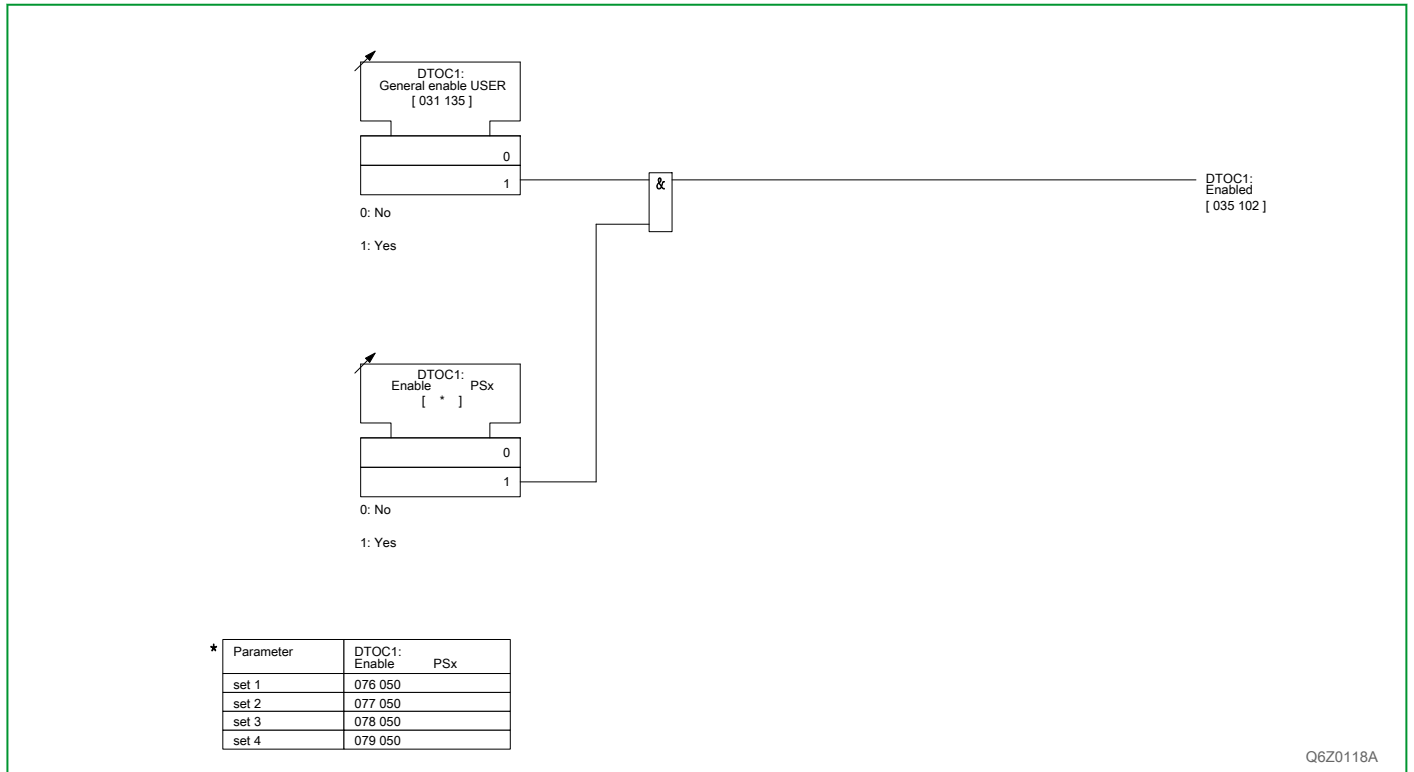 DTOC1:
General enable USER
[ 031 135 ]
0
1
0: No
1: Yes
&
DTOC1:
Enabled
[ 035 102 ]
DTOC1:
Enable PSx
[ * ]
0
1
0: No
1: Yes
* Parameter DTOC1:
Enable PSx
set 1 076 050
set 2 077 050
set 3 078 050
set 4 079 050
Q6Z0118A